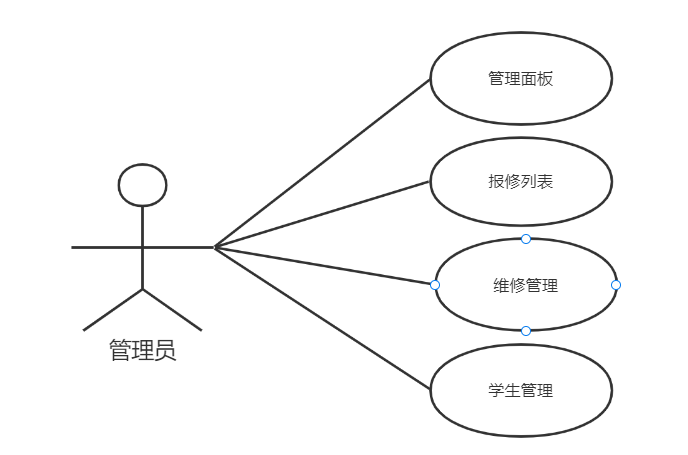 管理面板
报修列表
维修管理
学生管理
管理员